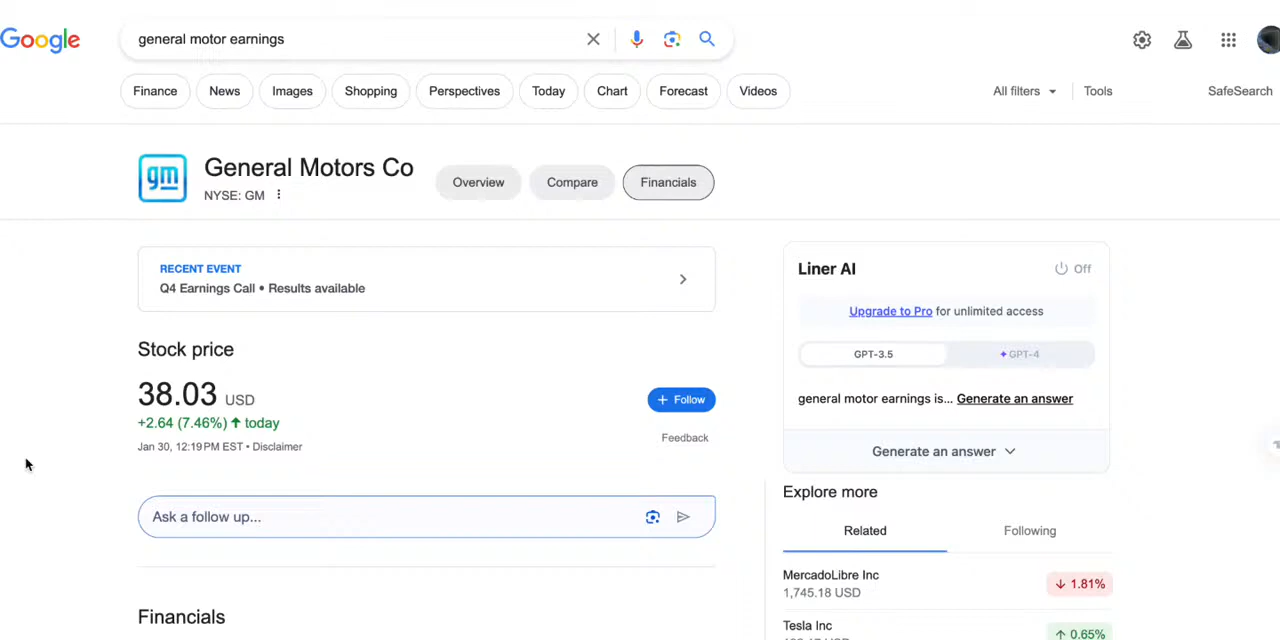 Google
general motor earnings
Finance
News
Images
Shopping
Perspectives
Today
Chart
Forecast
Videos
All filters
Tools
SafeSearch
gm
General Motors Co
NYSE: GM
Overview
Compare
Financials
RECENT EVENT
Q4 Earnings Call • Results available
Stock price
38.03 USD
+2.64 (7.46%) ↑ today
Jan 30, 12:19 PM EST • Disclaimer
+ Follow
Feedback
Ask a follow up...
Financials
Liner AI
Off
Upgrade to Pro for unlimited access
GPT-3.5
GPT-4
general motor earnings is... Generate an answer
Generate an answer
Explore more
Related
Following
MercadoLibre Inc
1,745.18 USD
↓ 1.81%
Tesla Inc
↑ 0.65%